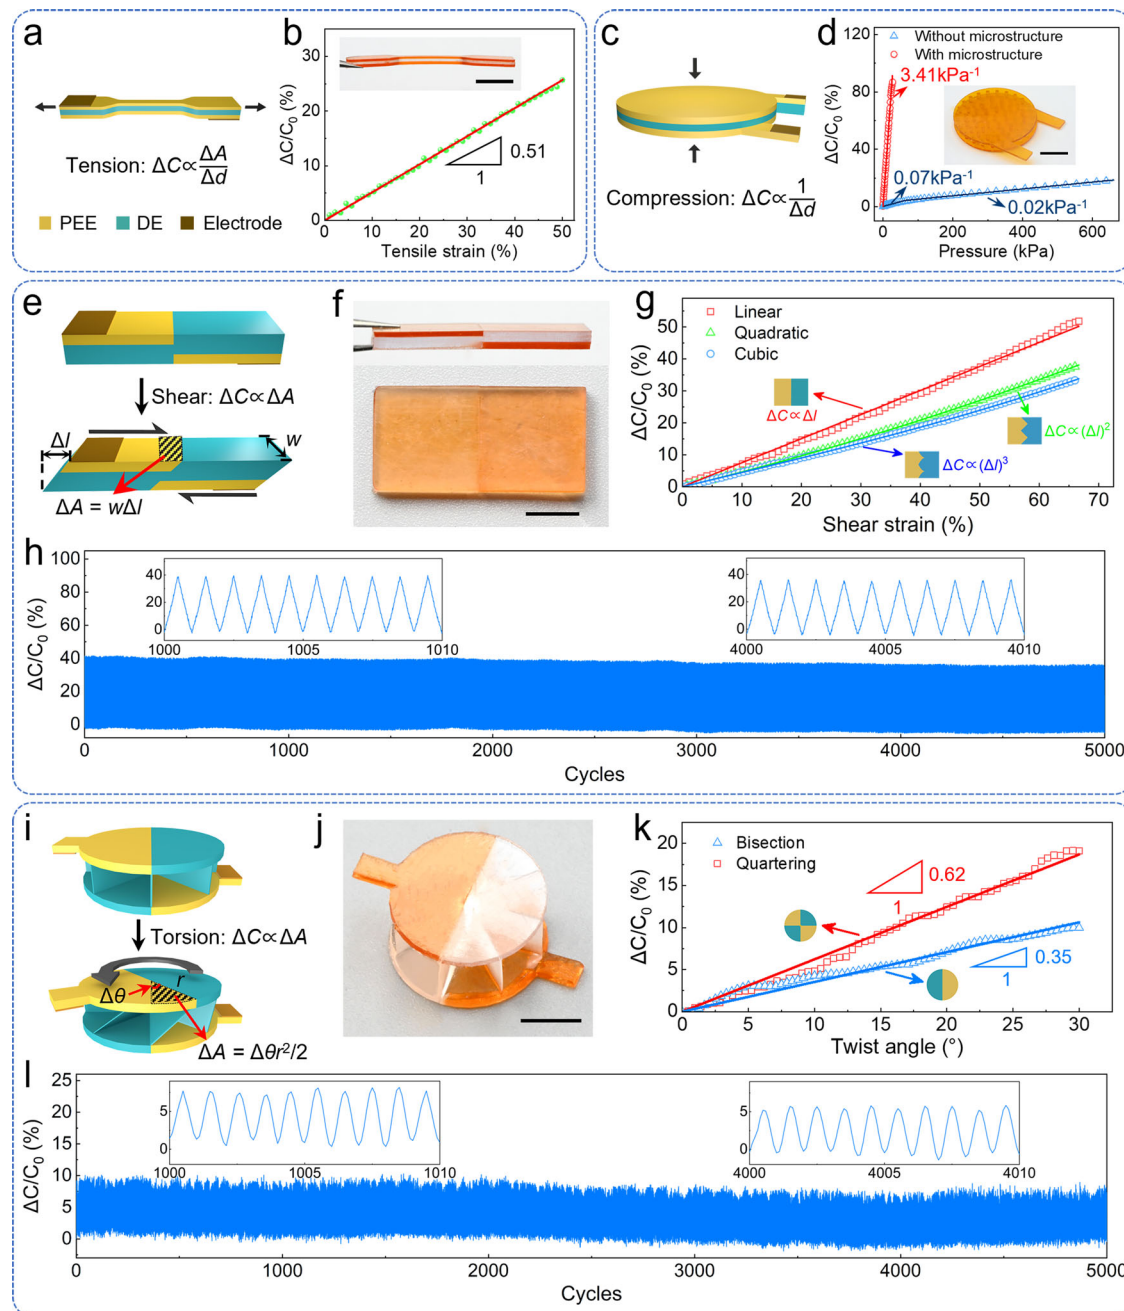 a
Tension: ΔC∝ΔA/Δd
PEE DE Electrode
b
ΔC/C₀ (%)
30
20
10
0
0.51
1
0 10 20 30 40 50
Tensile strain (%)
c
Compression: ΔC∝1/Δd
d
ΔC/C₀ (%)
120
80
40
0
Without microstructure
With microstructure
3.41kPa⁻¹
0.07kPa⁻¹
0.02kPa⁻¹
0 200 400 600
Pressure (kPa)
e
Shear: ΔC∝ΔA
Δl
w
ΔA = wΔl
f
g
ΔC/C₀ (%)
50
40
30
20
10
0
Linear
Quadratic
Cubic
ΔC∝Δl
ΔC∝(Δl)²
ΔC∝(Δl)³
0 10 20 30 40 50 60 70
Shear strain (%)
h
ΔC/C₀ (%)
100
80
60
40
20
0
40
20
0
1000 1005 1010
40
20
0
4000 4005 4010
0 1000 2000 3000 4000 5000
Cycles
i
Torsion: ΔC∝ΔA
Δθ
r
ΔA = Δθr²/2
j
k
ΔC/C₀ (%)
20
15
10
5
0
Bisection
Quartering
0.62
1
0.35
1
0 5 10 15 20 25 30
Twist angle (°)
l
ΔC/C₀ (%)
25
20
15
10
5
0
5
0
1000 1005 1010
5
0
4000 4005 4010
0 1000 2000 3000 4000 5000
Cycles